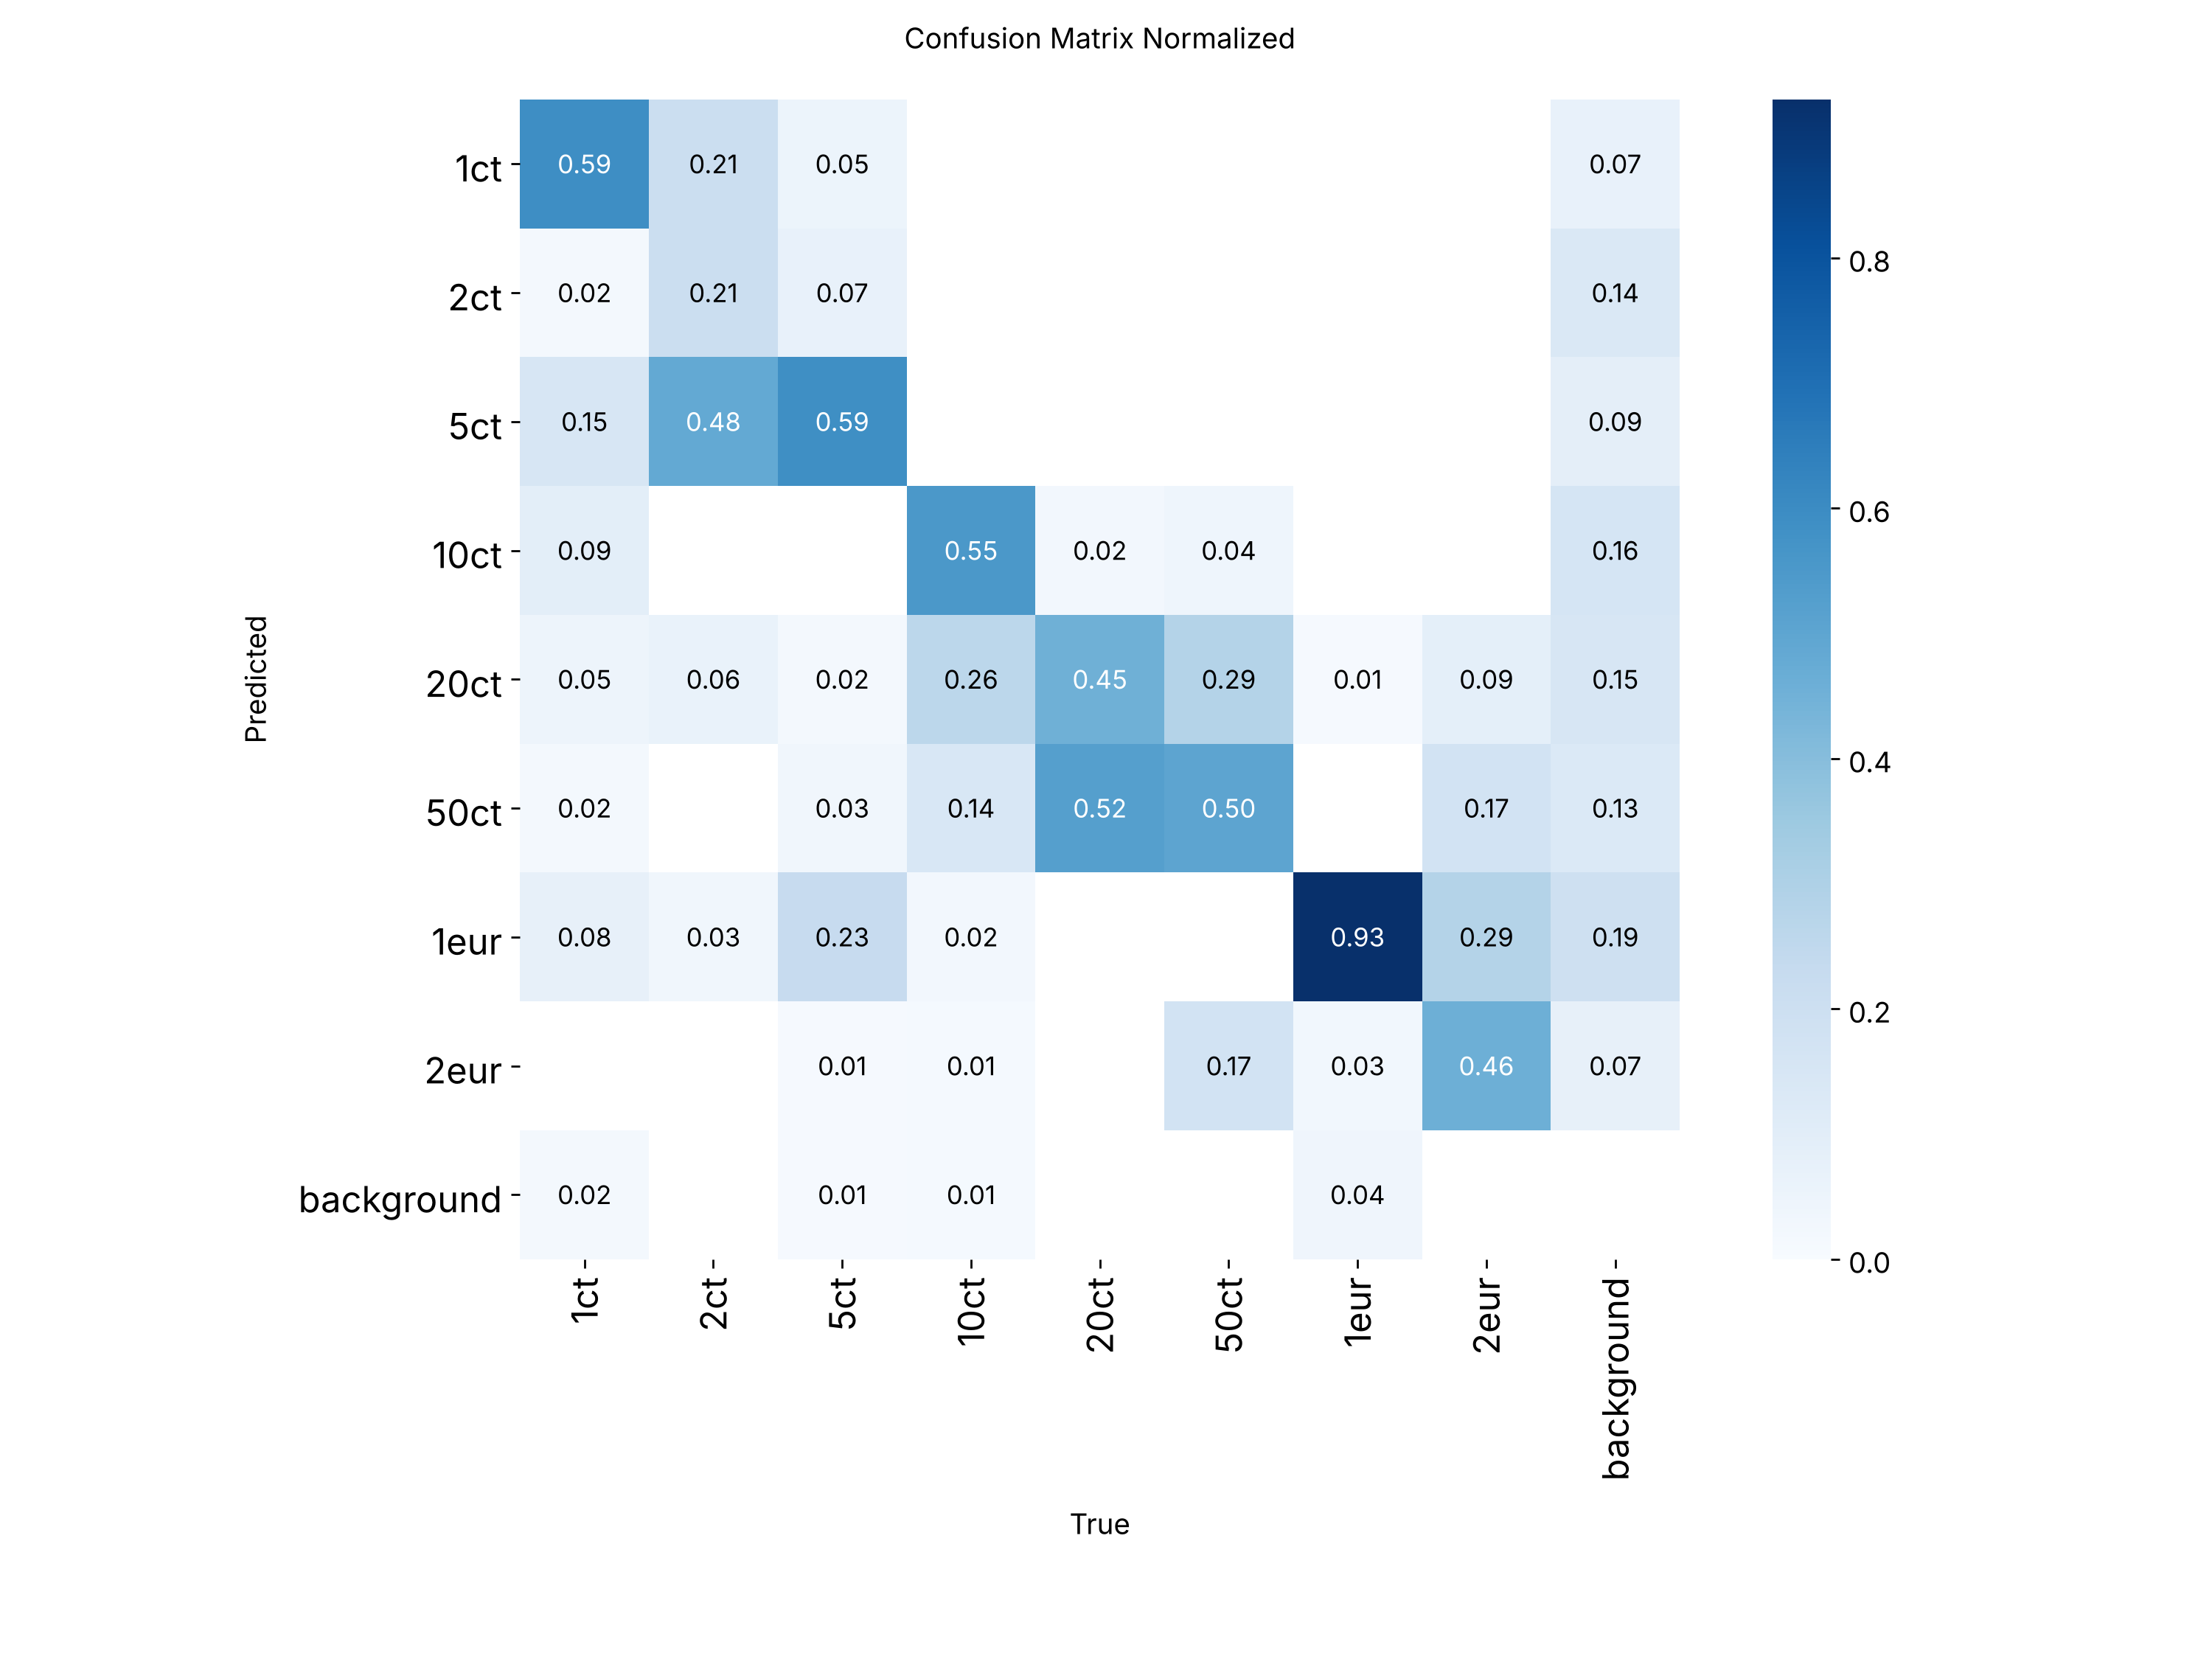 Confusion Matrix Normalized
1ct 0.59 0.21 0.05 0.07
2ct 0.02 0.21 0.07 0.14
5ct 0.15 0.48 0.59 0.09
10ct 0.09 0.55 0.02 0.04 0.16
20ct 0.05 0.06 0.02 0.26 0.45 0.29 0.01 0.09 0.15
50ct 0.02 0.03 0.14 0.52 0.50 0.17 0.13
1eur 0.08 0.03 0.23 0.02 0.93 0.29 0.19
2eur 0.01 0.01 0.17 0.03 0.46 0.07
background 0.02 0.01 0.01 0.04
Predicted
1ct 2ct 5ct 10ct 20ct 50ct 1eur 2eur background
True
0.8
0.6
0.4
0.2
0.0